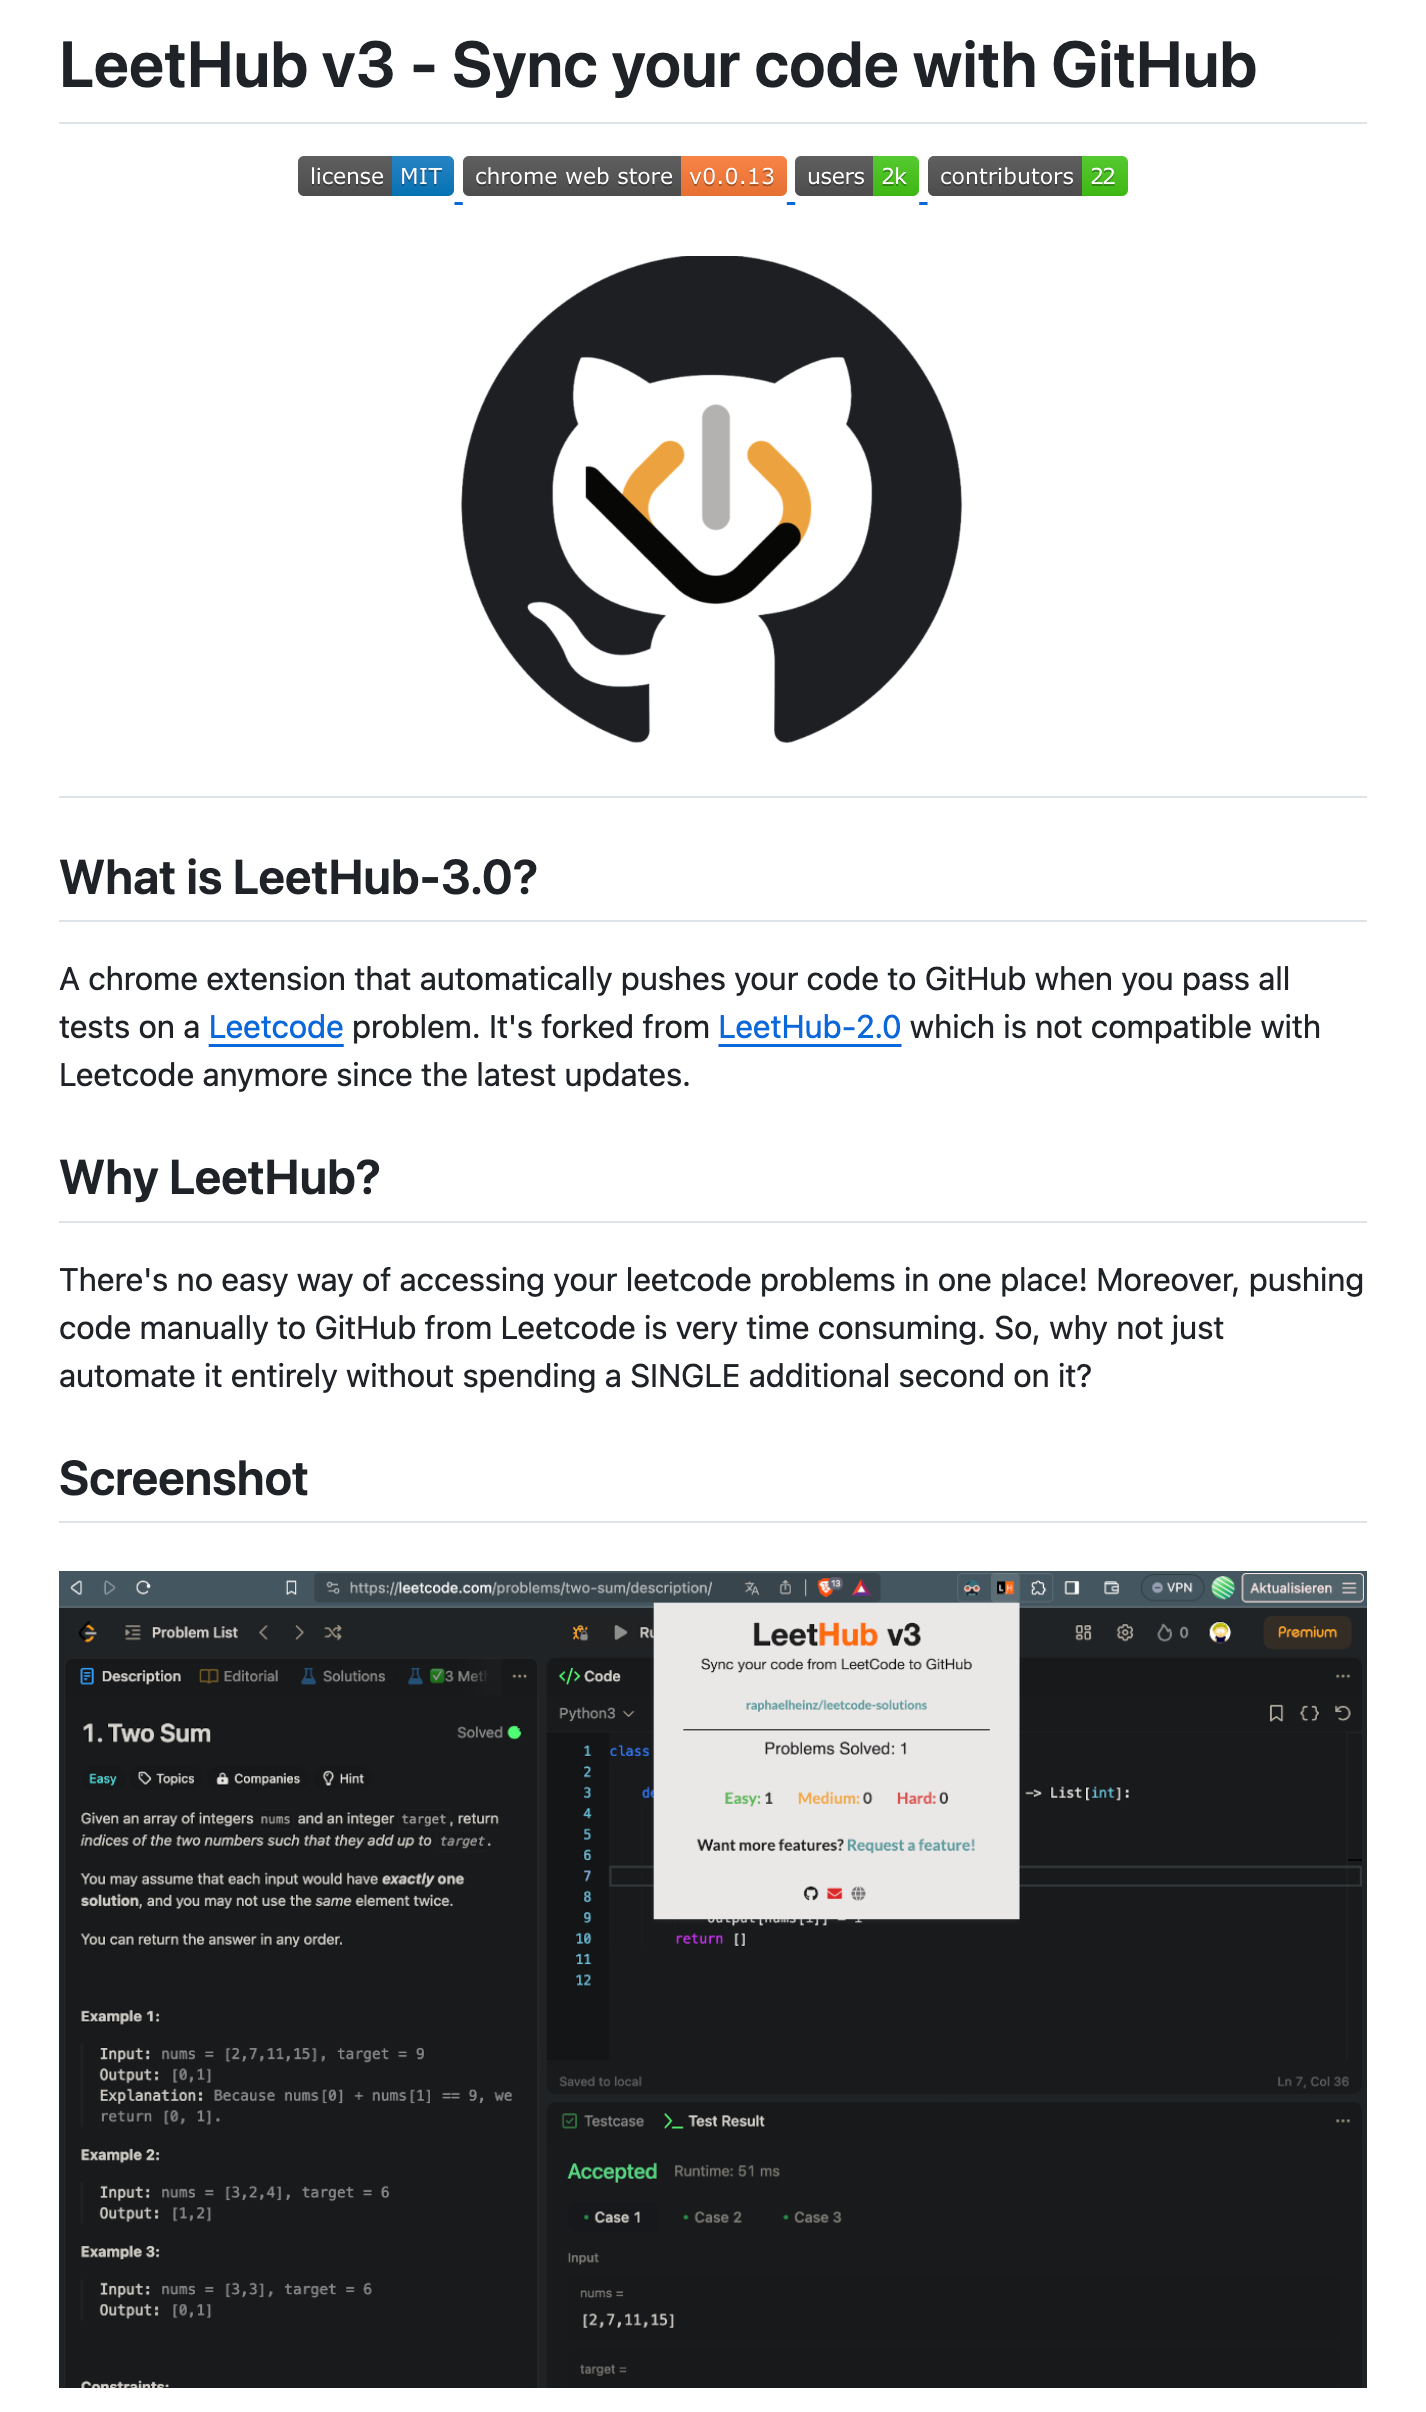 LeetHub v3 - Sync your code with GitHub
license MIT chrome web store v0.0.13 users 2k contributors 22
What is LeetHub-3.0?
A chrome extension that automatically pushes your code to GitHub when you pass all
tests on a Leetcode problem. It's forked from LeetHub-2.0 which is not compatible with
Leetcode anymore since the latest updates.
Why LeetHub?
There's no easy way of accessing your leetcode problems in one place! Moreover, pushing
code manually to GitHub from Leetcode is very time consuming. So, why not just
automate it entirely without spending a SINGLE additional second on it?
Screenshot
https://leetcode.com/problems/two-sum/description/ 13 LH VPN Aktualisieren
Problem List 0 Premium
Description Editorial Solutions 3
1. Two Sum Solved
Easy Topics Companies Hint
Given an array of integers nums and an integer target, return
indices of the two numbers such that they add up to target.
You may assume that each input would have exactly one
solution, and you may not use the same element twice.
You can return the answer in any order.
Example 1:
Input: nums = [2,7,11,15], target = 9
Output: [0,1]
Explanation: Because nums[0] + nums[1] == 9, we
return [0, 1].
Example 2:
Input: nums = [3,2,4], target = 6
Output: [1,2]
Example 3:
Input: nums = [3,3], target = 6
Output: [0,1]
Constraints:
LeetHub v3
Sync your code from LeetCode to GitHub
raphaelheinz/leetcode-solutions
Problems Solved: 1
Easy: 1 Medium: 0 Hard: 0
Want more features? Request a feature!
</> Code
Python3
1 class
2
3 -> List[int]:
4
5
6
7
8
9
10 return []
11
12
Saved to local Ln 7, Col 36
Testcase >_ Test Result
Accepted Runtime: 51 ms
Case 1 Case 2 Case 3
Input
nums =
[2,7,11,15]
target =